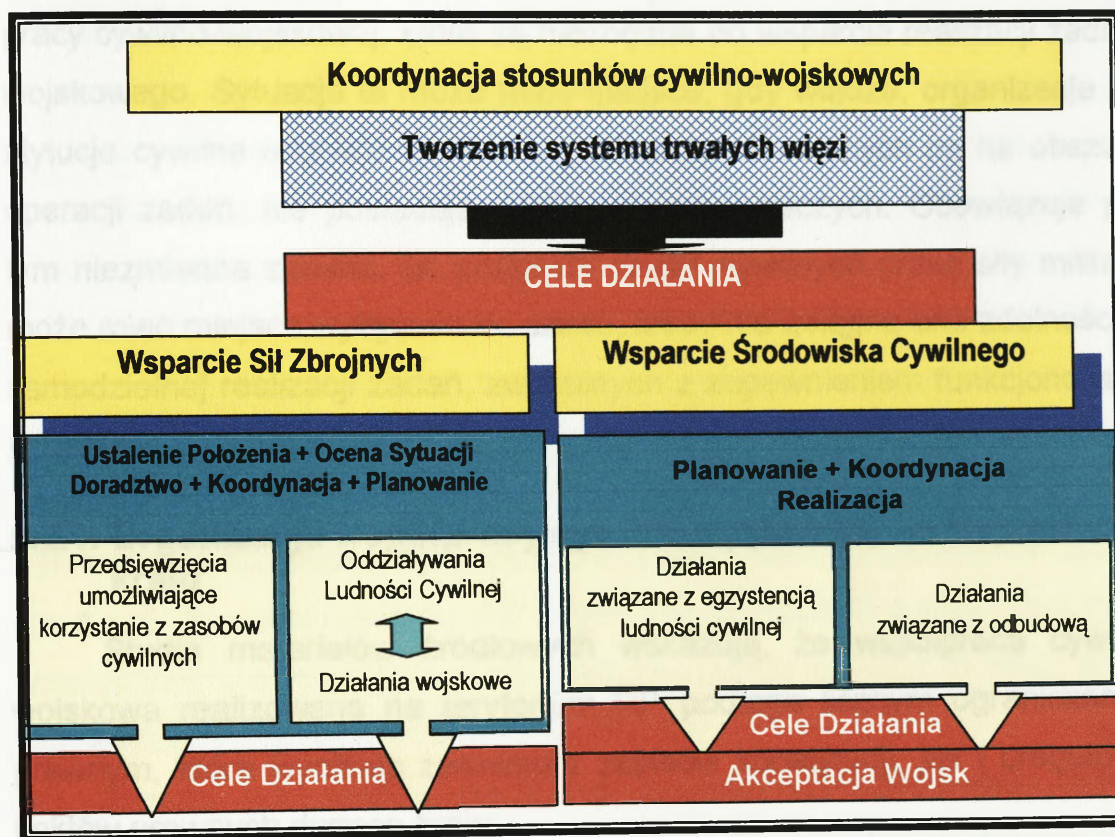 Koordynacja stosunków cywilno-wojskowych
Tworzenie systemu trwałych więzi
CELE DZIAŁANIA
Wsparcie Sił Zbrojnych
Wsparcie Środowiska Cywilnego
Ustalenie Położenia + Ocena Sytuacji
Doradztwo + Koordynacja + Planowanie
Planowanie + Koordynacja
Realizacja
Przedsięwzięcia
umożliwiające
korzystanie z zasobów
cywilnych
Oddziaływania
Ludności Cywilnej
Działania wojskowe
Działania
związane z egzystencją
ludności cywilnej
Działania
związane z odbudową
Cele Działania
Cele Działania
Akceptacja Wojsk